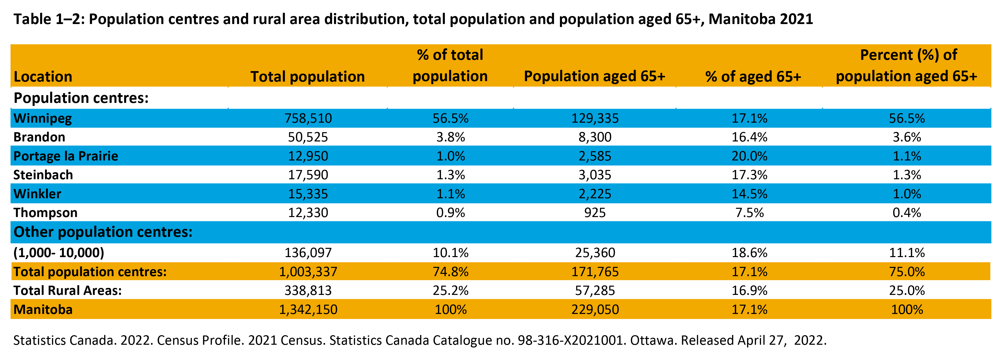 Table 1–2: Population centres and rural area distribution, total population and population aged 65+, Manitoba 2021
Location Total population % of total population Population aged 65+ % of aged 65+ Percent (%) of population aged 65+
Population centres:
Winnipeg 758,510 56.5% 129,335 17.1% 56.5%
Brandon 50,525 3.8% 8,300 16.4% 3.6%
Portage la Prairie 12,950 1.0% 2,585 20.0% 1.1%
Steinbach 17,590 1.3% 3,035 17.3% 1.3%
Winkler 15,335 1.1% 2,225 14.5% 1.0%
Thompson 12,330 0.9% 925 7.5% 0.4%
Other population centres:
(1,000- 10,000) 136,097 10.1% 25,360 18.6% 11.1%
Total population centres: 1,003,337 74.8% 171,765 17.1% 75.0%
Total Rural Areas: 338,813 25.2% 57,285 16.9% 25.0%
Manitoba 1,342,150 100% 229,050 17.1% 100%
Statistics Canada. 2022. Census Profile. 2021 Census. Statistics Canada Catalogue no. 98-316-X2021001. Ottawa. Released April 27,  2022.